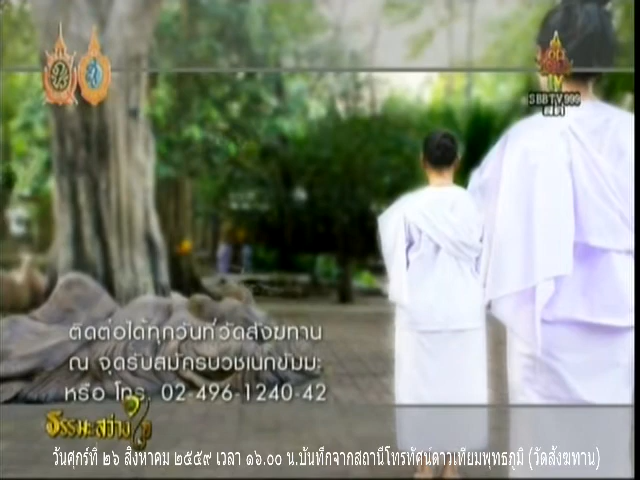 SBBTV.999
ติดต่อได้ทุกวันที่วัดสังฆทาน
ณ จุดรับสมัครบวชเนกขัมมะ
หรือ โทร. 02-496-1240-42
ธรรมะสว่างใจ
วันศุกร์ที่ ๒๖ สิงหาคม ๒๕๕๙ เวลา ๑๖.๐๐ น.บันทึกจากสถานีโทรทัศน์ดาวเทียมพุทธภูมิ (วัดสังฆทาน)